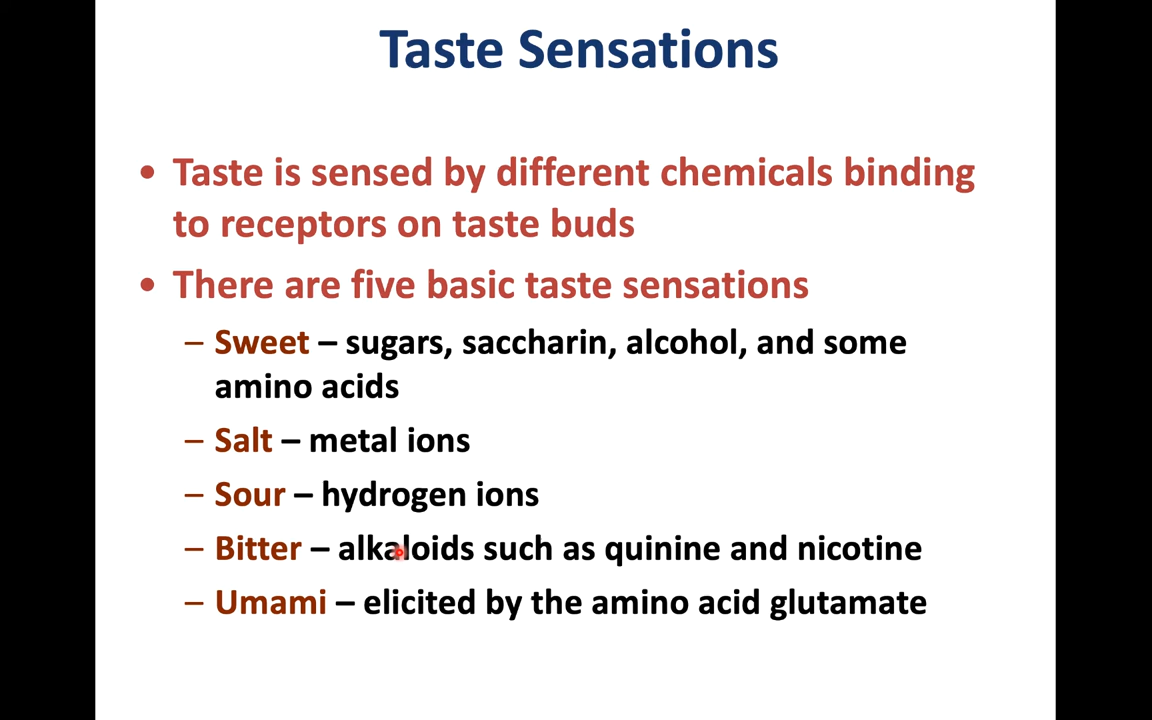 Taste Sensations
• Taste is sensed by different chemicals binding
to receptors on taste buds
• There are five basic taste sensations
– Sweet – sugars, saccharin, alcohol, and some
amino acids
– Salt – metal ions
– Sour – hydrogen ions
– Bitter – alkaloids such as quinine and nicotine
– Umami – elicited by the amino acid glutamate